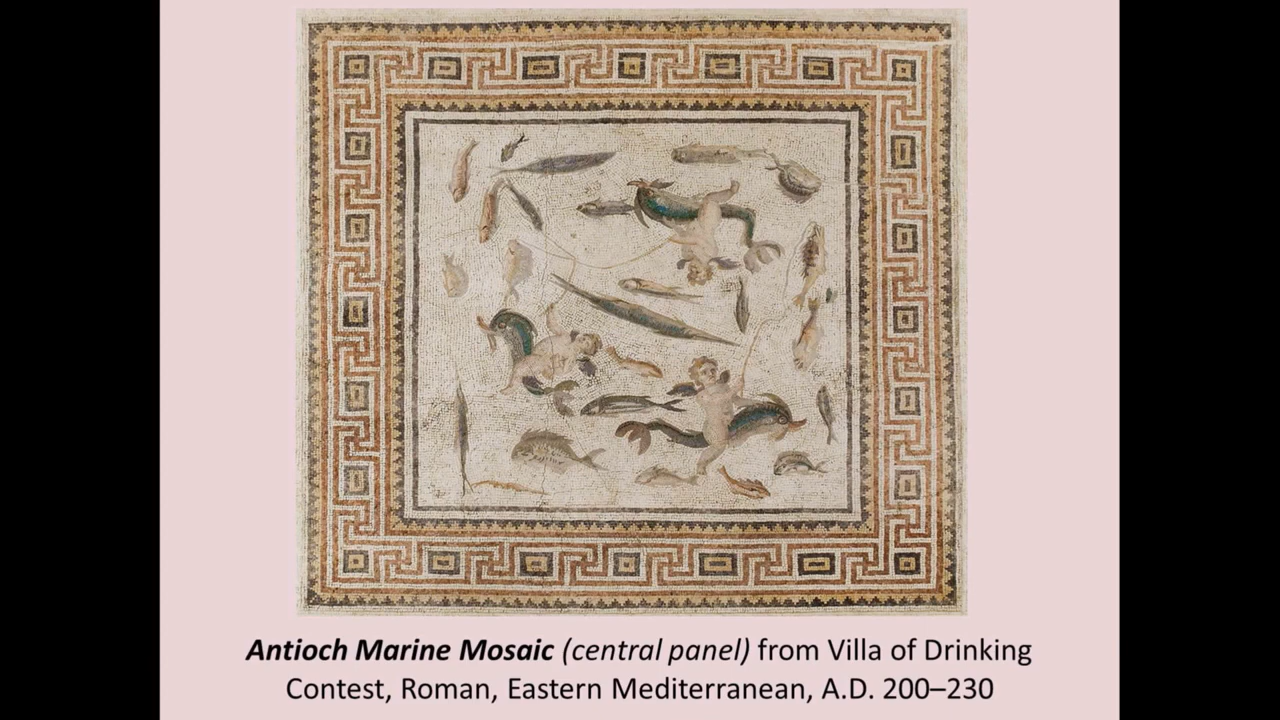 Antioch Marine Mosaic (central panel) from Villa of Drinking
Contest, Roman, Eastern Mediterranean, A.D. 200–230